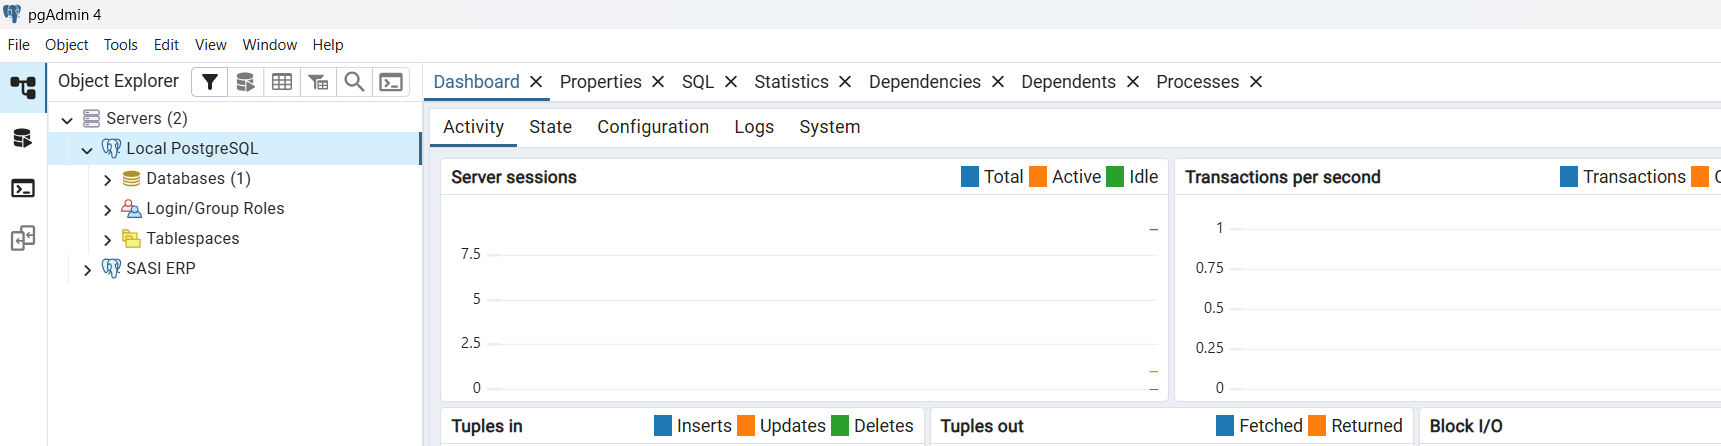 pgAdmin 4
File Object Tools Edit View Window Help
Object Explorer
Dashboard Properties SQL Statistics Dependencies Dependents Processes
Servers (2)
Local PostgreSQL
Databases (1)
Login/Group Roles
Tablespaces
SASI ERP
Activity State Configuration Logs System
Server sessions Total Active Idle
7.5
5
2.5
0
Transactions per second Transactions
1
0.75
0.5
0.25
0
Tuples in Inserts Updates Deletes
Tuples out Fetched Returned
Block I/O